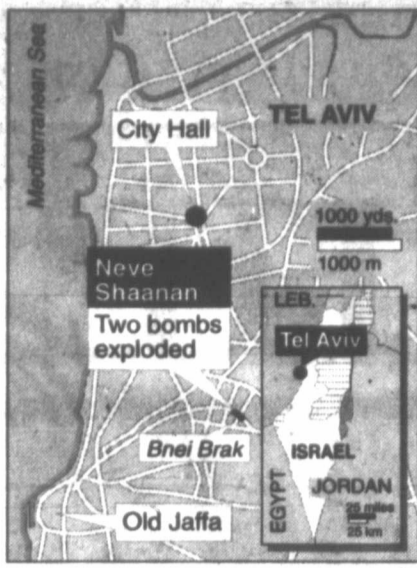 Mediterranean Sea
City Hall
TEL AVIV
1000 yds.
1000 m
Neve
Shaanan
Two bombs
exploded
Bnei Brak
Old Jaffa
LEB.
Tel Aviv
ISRAEL
JORDAN
EGYPT
25 miles
25 km